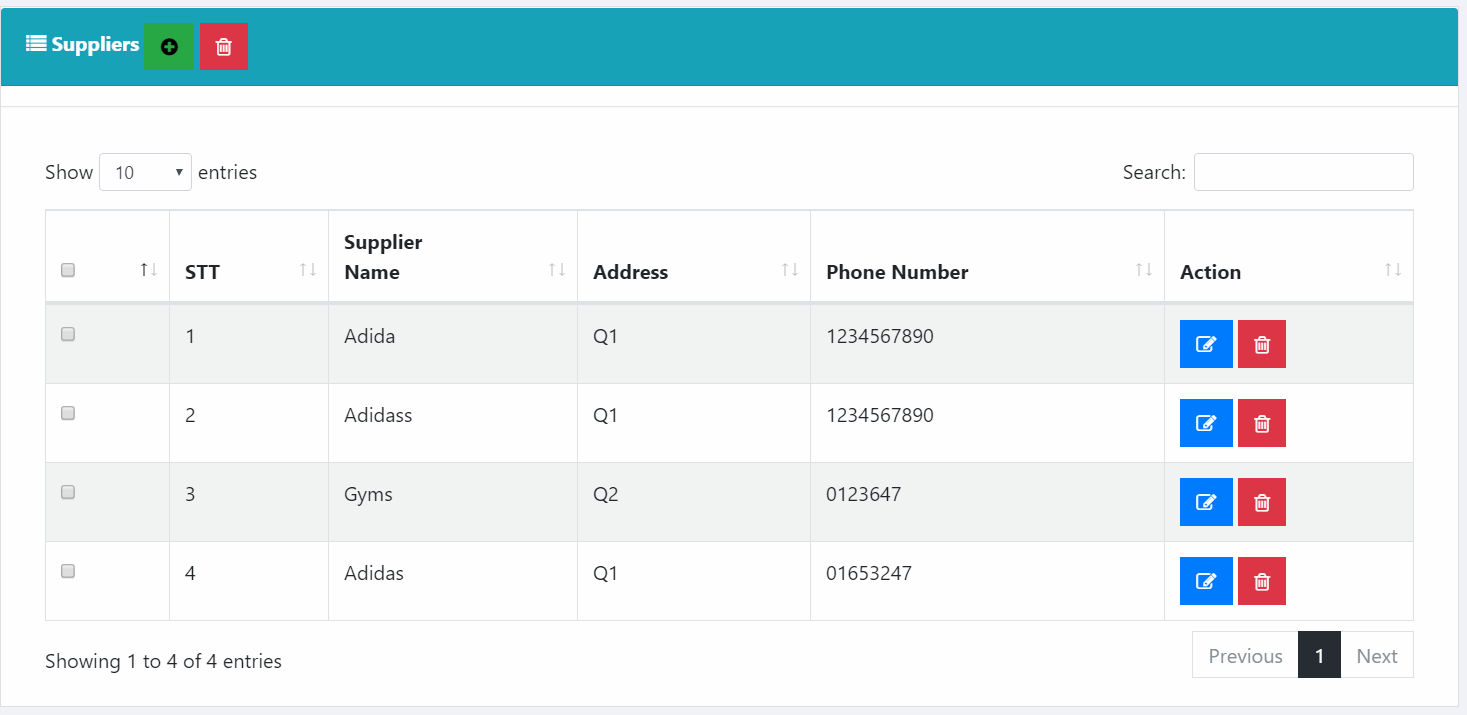 Suppliers
Show 10 entries
Search:
STT
Supplier
Name
Address
Phone Number
Action
1 Adida Q1 1234567890
2 Adidass Q1 1234567890
3 Gyms Q2 0123647
4 Adidas Q1 01653247
Showing 1 to 4 of 4 entries
Previous 1 Next